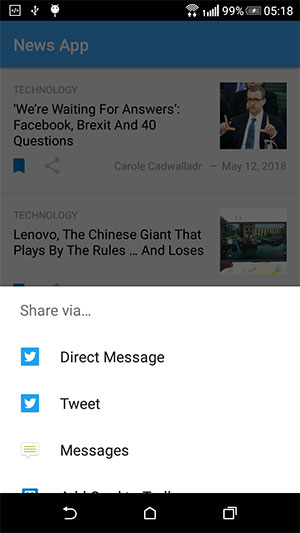 99% 05:18
News App
TECHNOLOGY
‘We’re Waiting For Answers’:
Facebook, Brexit And 40
Questions
Carole Cadwalladr – May 12, 2018
TECHNOLOGY
Lenovo, The Chinese Giant That
Plays By The Rules … And Loses
Share via...
Direct Message
Tweet
Messages